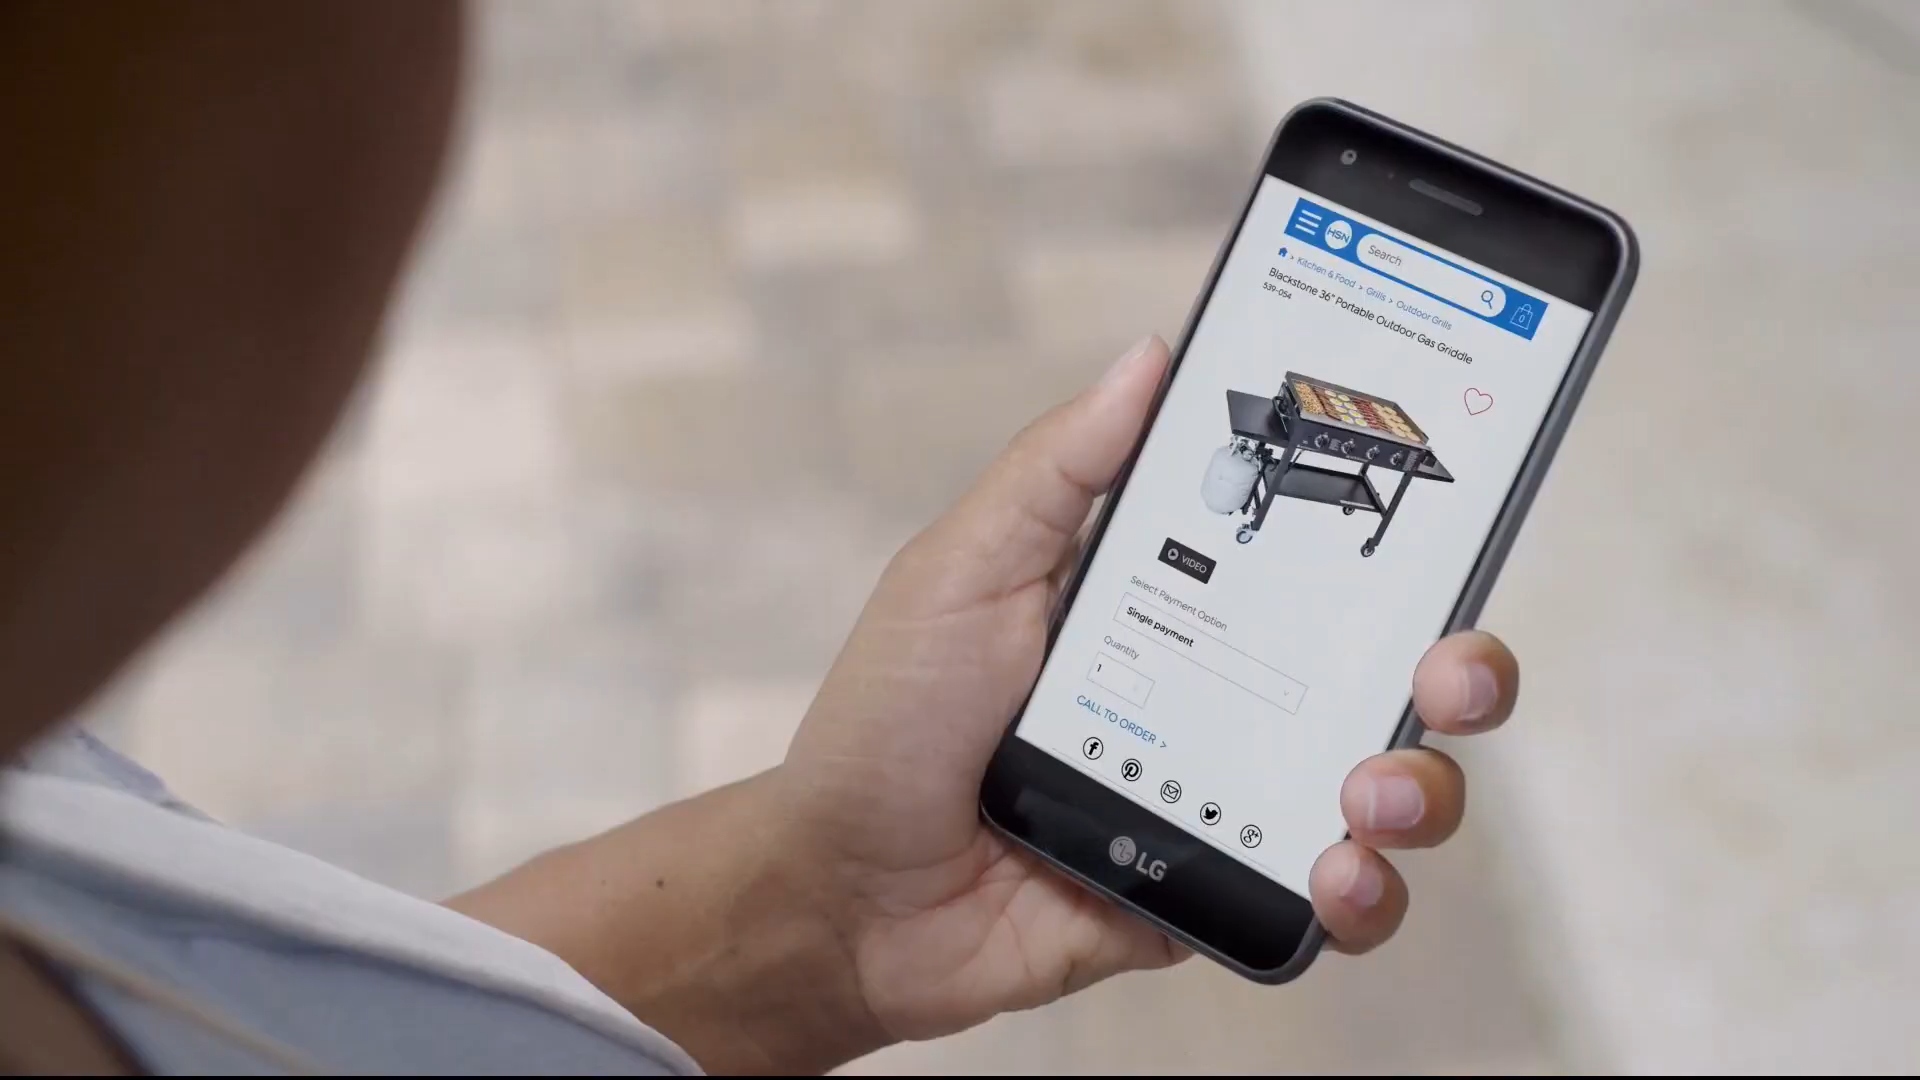 HSN
Search
0
> Kitchen & Food > Grills > Outdoor Grills
Blackstone 36" Portable Outdoor Gas Griddle
539-054
VIDEO
Select Payment Option
Single payment
Quantity
1
CALL TO ORDER >
LG